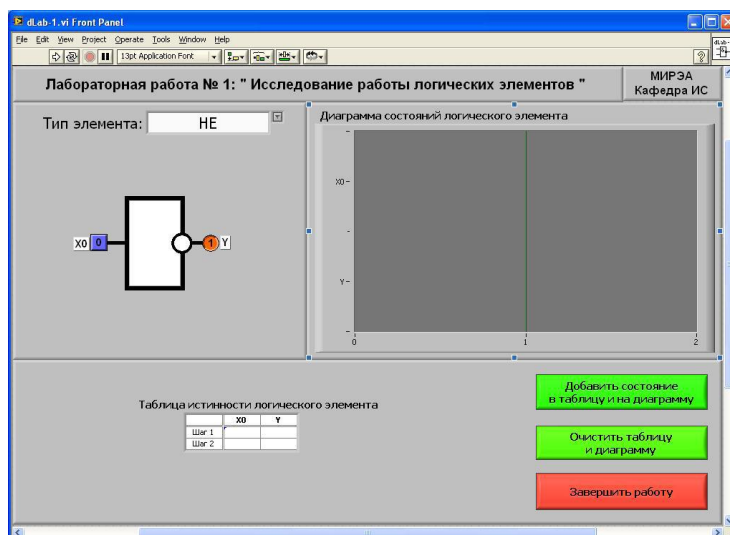 dLab-1.vi Front Panel
File Edit View Project Operate Tools Window Help
13pt Application Font
?
dLab-
Лабораторная работа № 1: " Исследование работы логических элементов "
МИРЭА
Кафедра ИС
Тип элемента: НЕ
X0 0 1 Y
Диаграмма состояний логического элемента
X0
Y
0 1 2
Таблица истинности логического элемента
X0 Y
Шаг 1
Шаг 2
Добавить состояние
в таблицу и на диаграмму
Очистить таблицу
и диаграмму
Завершить работу